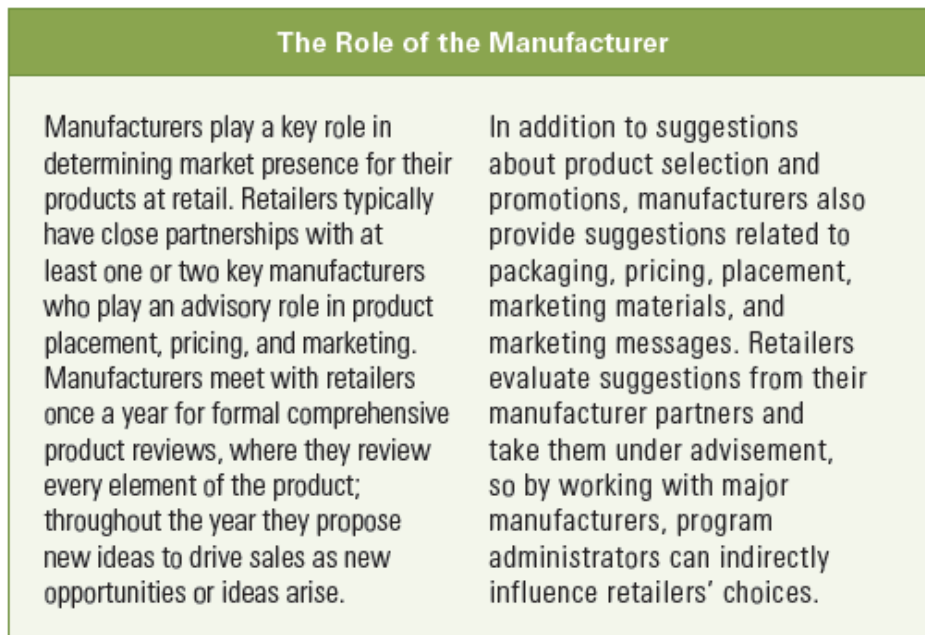 The Role of the Manufacturer
Manufacturers play a key role in
determining market presence for their
products at retail. Retailers typically
have close partnerships with at
least one or two key manufacturers
who play an advisory role in product
placement, pricing, and marketing.
Manufacturers meet with retailers
once a year for formal comprehensive
product reviews, where they review
every element of the product;
throughout the year they propose
new ideas to drive sales as new
opportunities or ideas arise.
In addition to suggestions
about product selection and
promotions, manufacturers also
provide suggestions related to
packaging, pricing, placement,
marketing materials, and
marketing messages. Retailers
evaluate suggestions from their
manufacturer partners and
take them under advisement,
so by working with major
manufacturers, program
administrators can indirectly
influence retailers’ choices.